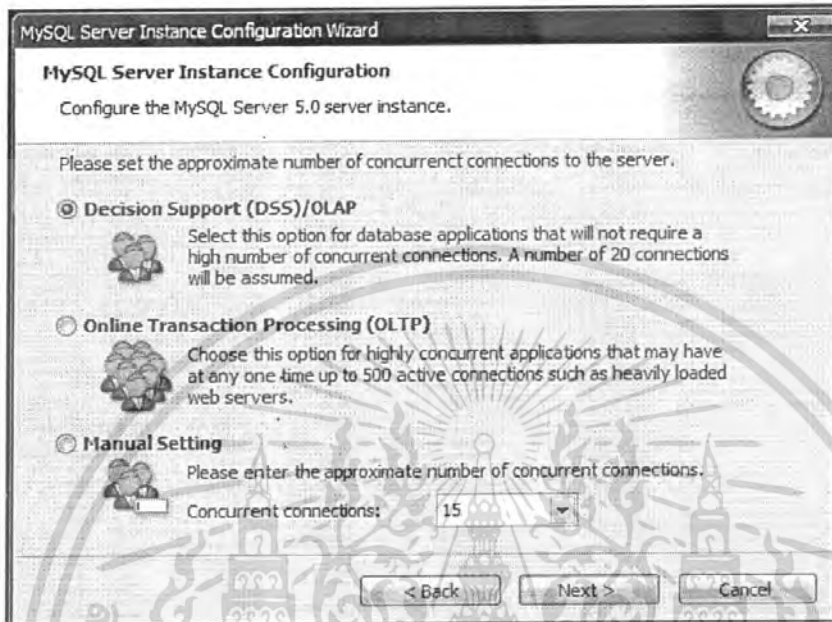 MySQL Server Instance Configuration Wizard
MySQL Server Instance Configuration
Configure the MySQL Server 5.0 server instance.
Please set the approximate number of concurrenct connections to the server.
Decision Support (DSS)/OLAP
Select this option for database applications that will not require a
high number of concurrent connections. A number of 20 connections
will be assumed.
Online Transaction Processing (OLTP)
Choose this option for highly concurrent applications that may have
at any one time up to 500 active connections such as heavily loaded
web servers.
Manual Setting
Please enter the approximate number of concurrent connections.
Concurrent connections:
15
< Back
Next >
Cancel